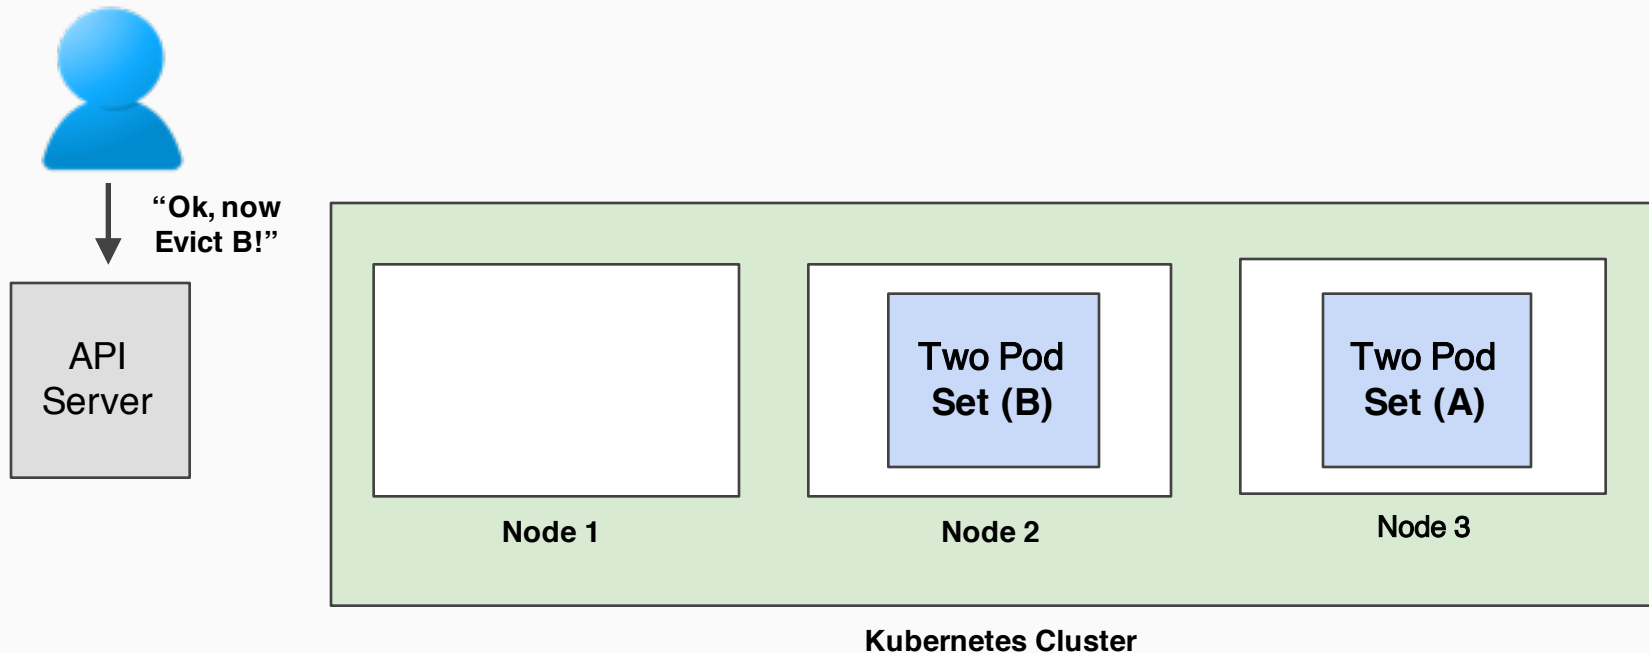 “Ok, now
Evict B!”
API
Server
Two Pod
Set (B)
Two Pod
Set (A)
Node 1
Node 2
Node 3
Kubernetes Cluster